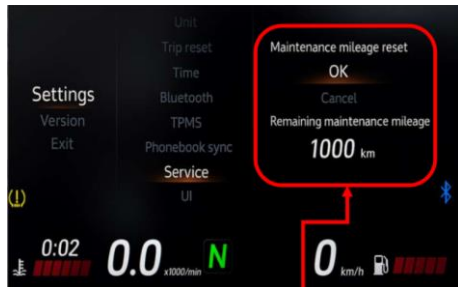 Settings
Version
Exit
Unit
Trip reset
Time
Bluetooth
TPMS
Phonebook sync
Service
UI
Maintenance mileage reset
OK
Cancel
Remaining maintenance mileage
1000 km
(!)
0:02
0.0 x1000/min
N
0 km/h